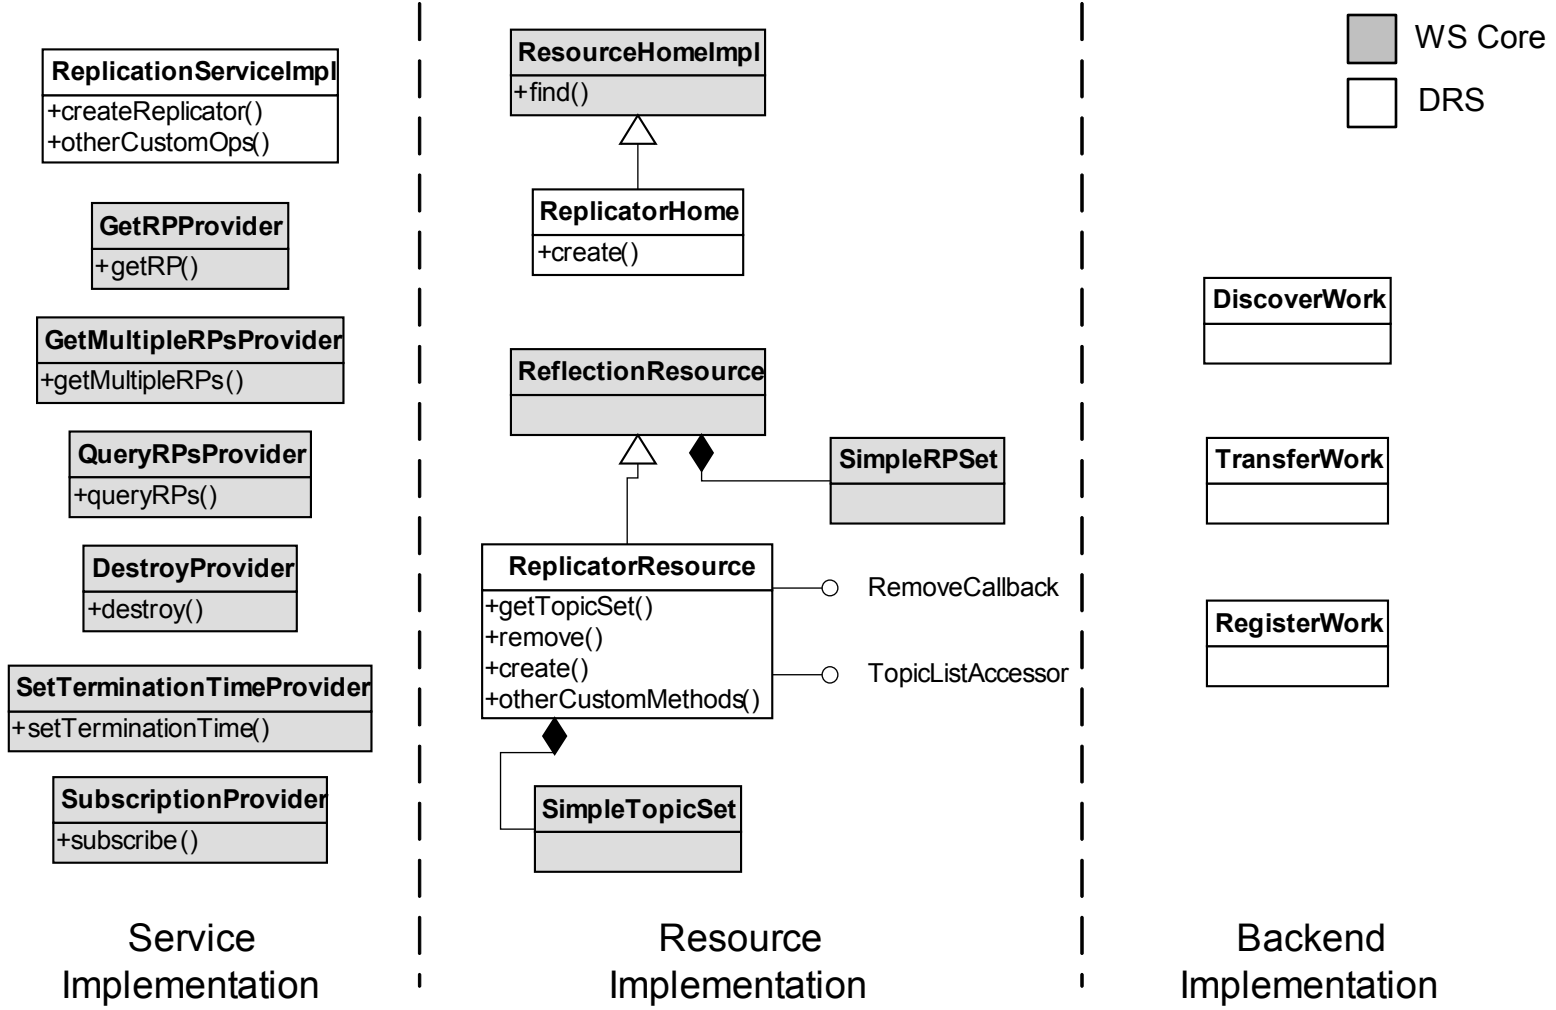 ReplicationServiceImpl
+createReplicator()
+otherCustomOps()
GetRPProvider
+getRP()
GetMultipleRPsProvider
+getMultipleRPs()
QueryRPsProvider
+queryRPs()
DestroyProvider
+destroy()
SetTerminationTimeProvider
+setTerminationTime()
SubscriptionProvider
+subscribe()
Service
Implementation
ResourceHomeImpl
+find()
ReplicatorHome
+create()
ReflectionResource
SimpleRPSet
ReplicatorResource
+getTopicSet()
+remove()
+create()
+otherCustomMethods()
RemoveCallback
TopicListAccessor
SimpleTopicSet
Resource
Implementation
WS Core
DRS
DiscoverWork
TransferWork
RegisterWork
Backend
Implementation